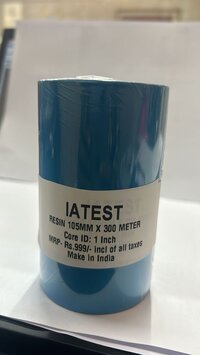 IATEST
RESIN 105MM X 300 METER
Core ID: 1 Inch
MRP- Rs.999/- incl of all taxes
Make in India